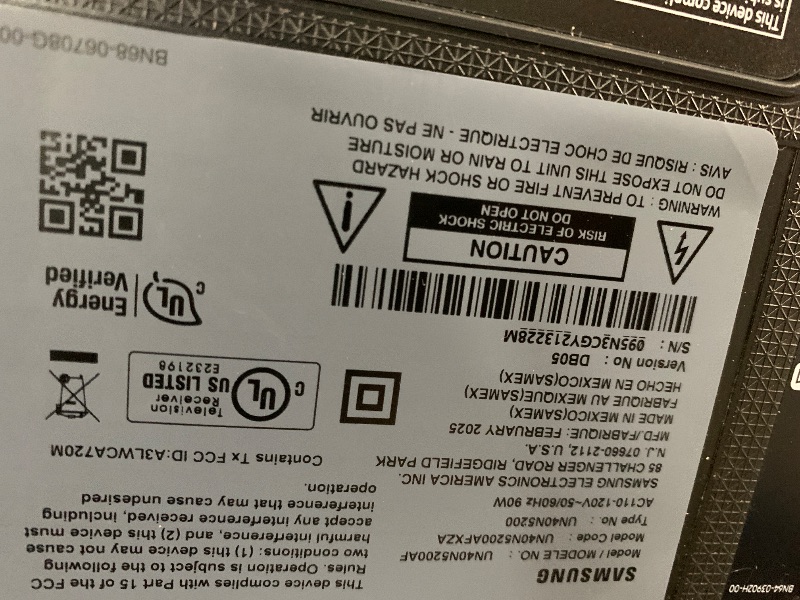 SAMSUNG
Model / MODELE / MODELO NO. : UN40N5200AF
Model Code : UN40N5200AFXZA
Type No. : UN40N5200
AC110-120V~50/60Hz 90W
SAMSUNG ELECTRONICS AMERICA INC.
85 CHALLENGER ROAD, RIDGEFIELD PARK
N.J. 07660-2112, U.S.A.
MFD./FABRIQUE: FEBRUARY 2025
MADE IN MEXICO(SAMEX)
FABRIQUE AU MEXIQUE(SAMEX)
HECHO EN MEXICO(SAMEX)
Version No : DB05
S/N : 095N3CGY213228M
CAUTION
RISK OF ELECTRIC SHOCK
DO NOT OPEN
WARNING : TO PREVENT FIRE OR SHOCK HAZARD
DO NOT EXPOSE THIS UNIT TO RAIN OR MOISTURE
AVIS : RISQUE DE CHOC ELECTRIQUE - NE PAS OUVRIR
This device complies with Part 15 of the FCC
Rules. Operation is subject to the following
two conditions: (1) this device may not cause
harmful interference, and (2) this device must
accept any interference received, including
interference that may cause undesired
operation.
Contains Tx FCC ID:A3LWCA720M
C UL US LISTED
Television
Receiver
E232198
C UL
Energy
Verified
BN68-06708G-00
BN64-03902H-00
This device compl